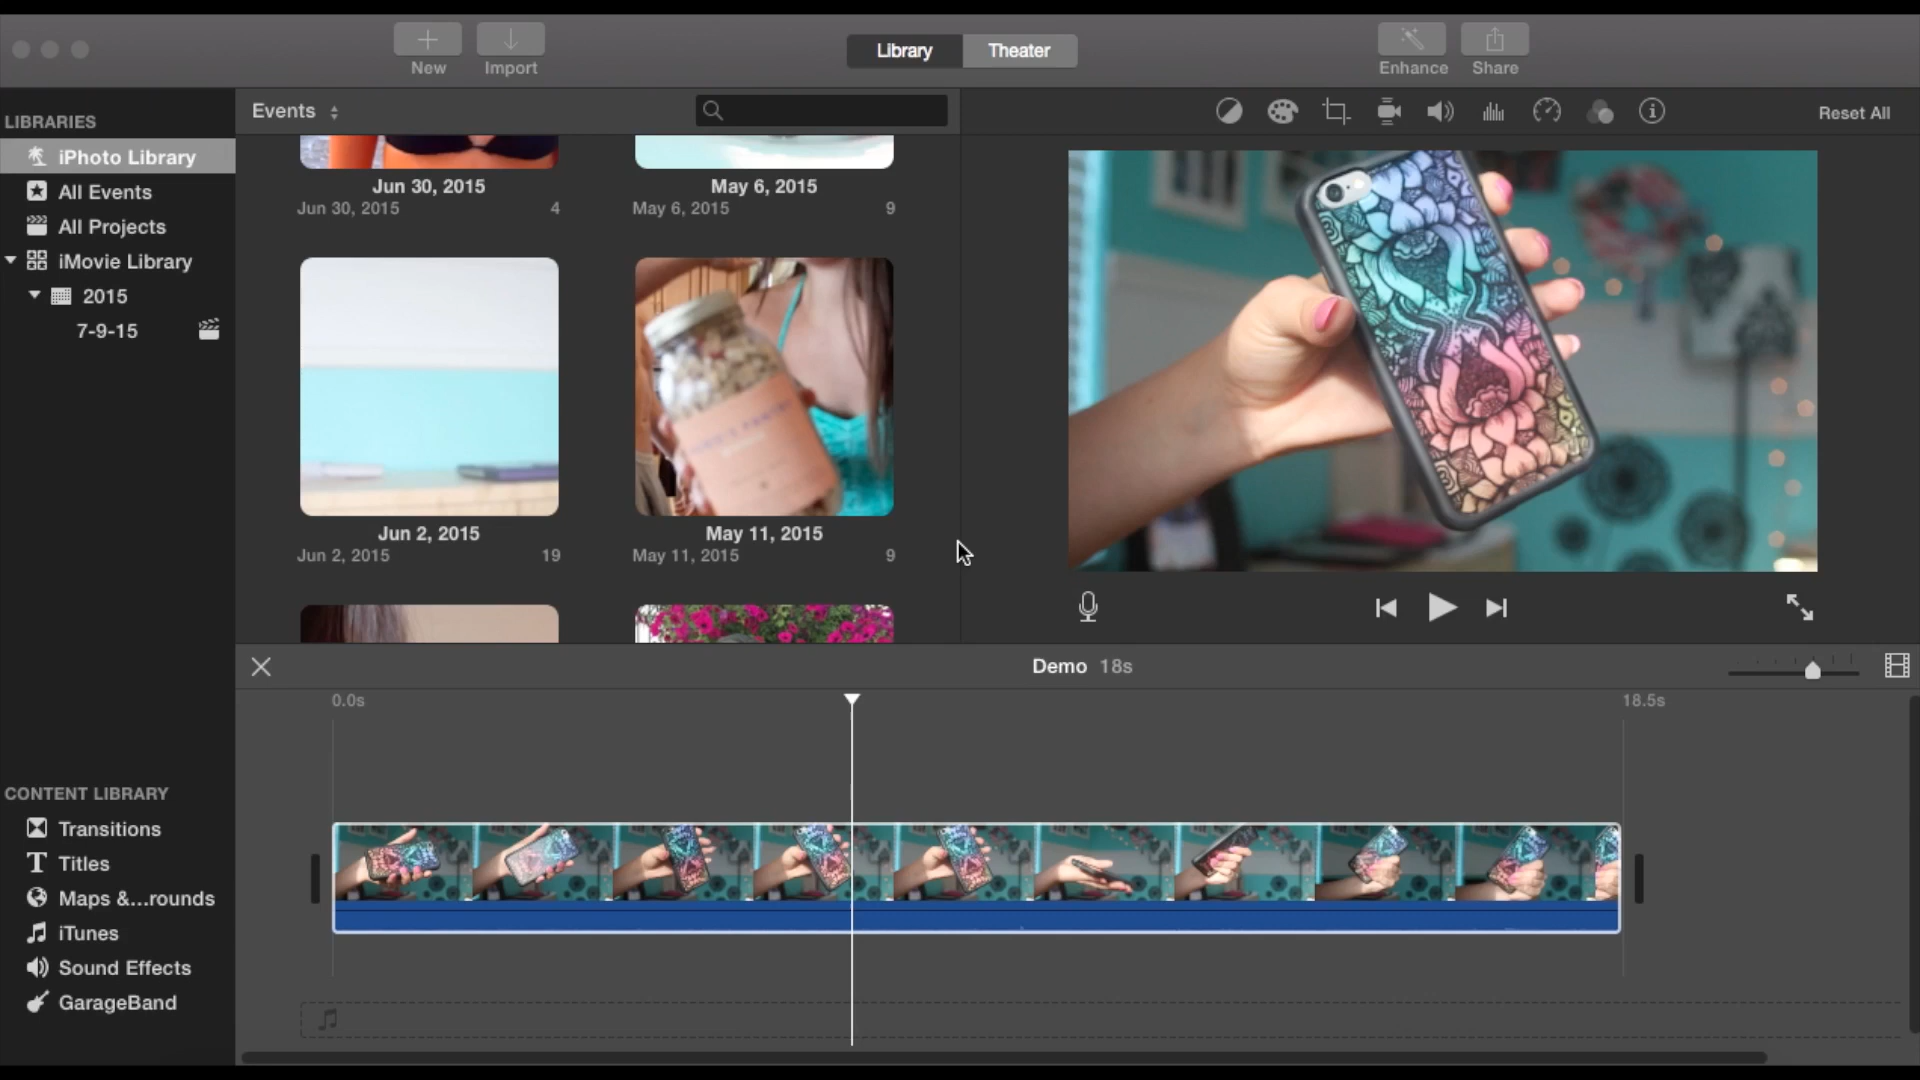 New
Import
Library
Theater
Enhance
Share
LIBRARIES
iPhoto Library
All Events
All Projects
iMovie Library
2015
7-9-15
Events
Reset All
Jun 30, 2015
Jun 30, 2015 4
May 6, 2015
May 6, 2015 9
Jun 2, 2015
Jun 2, 2015 19
May 11, 2015
May 11, 2015 9
Demo 18s
0.0s
18.5s
CONTENT LIBRARY
Transitions
Titles
Maps &...rounds
iTunes
Sound Effects
GarageBand